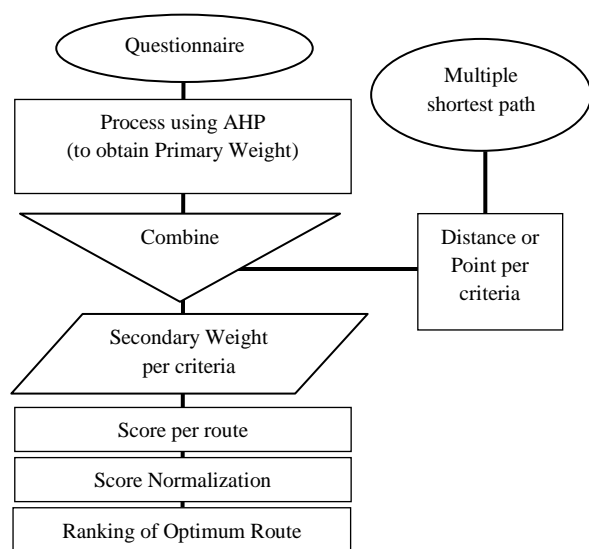 Questionnaire
Multiple
shortest path
Process using AHP
(to obtain Primary Weight)
Combine
Distance or
Point per
criteria
Secondary Weight
per criteria
Score per route
Score Normalization
Ranking of Optimum Route